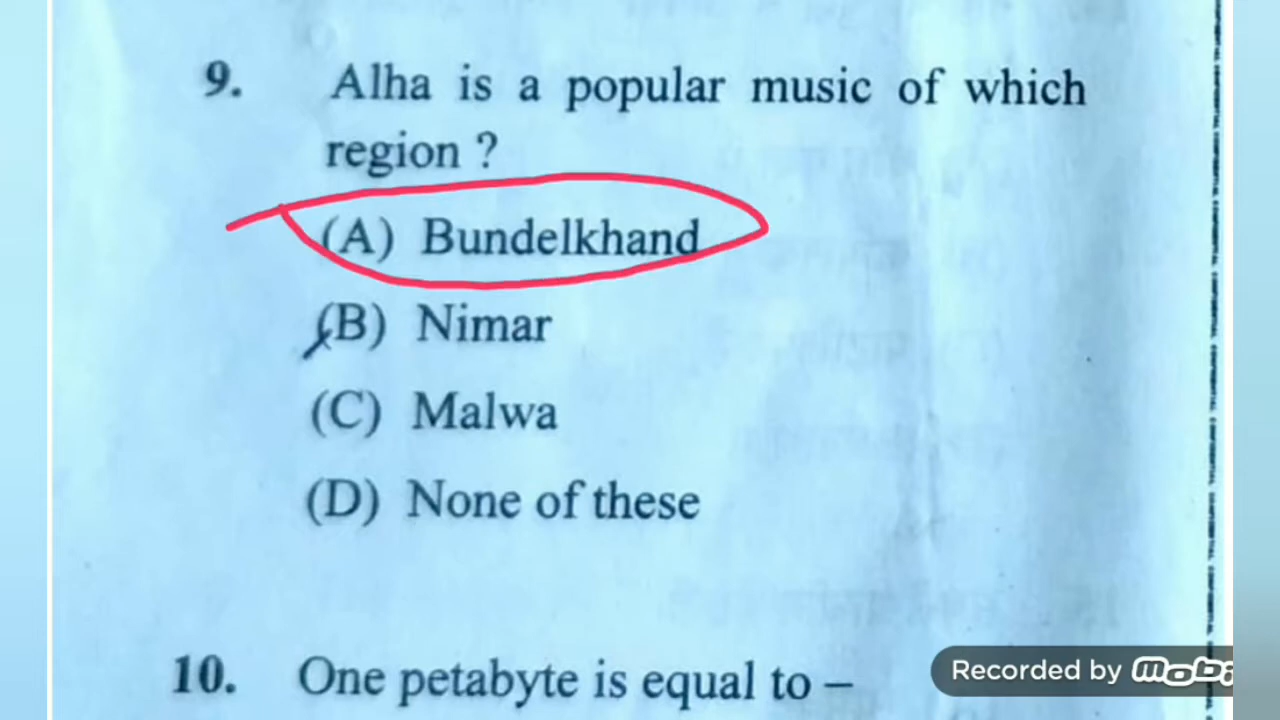 9. Alha is a popular music of which
region ?
(A) Bundelkhand
(B) Nimar
(C) Malwa
(D) None of these
10. One petabyte is equal to –
Recorded by